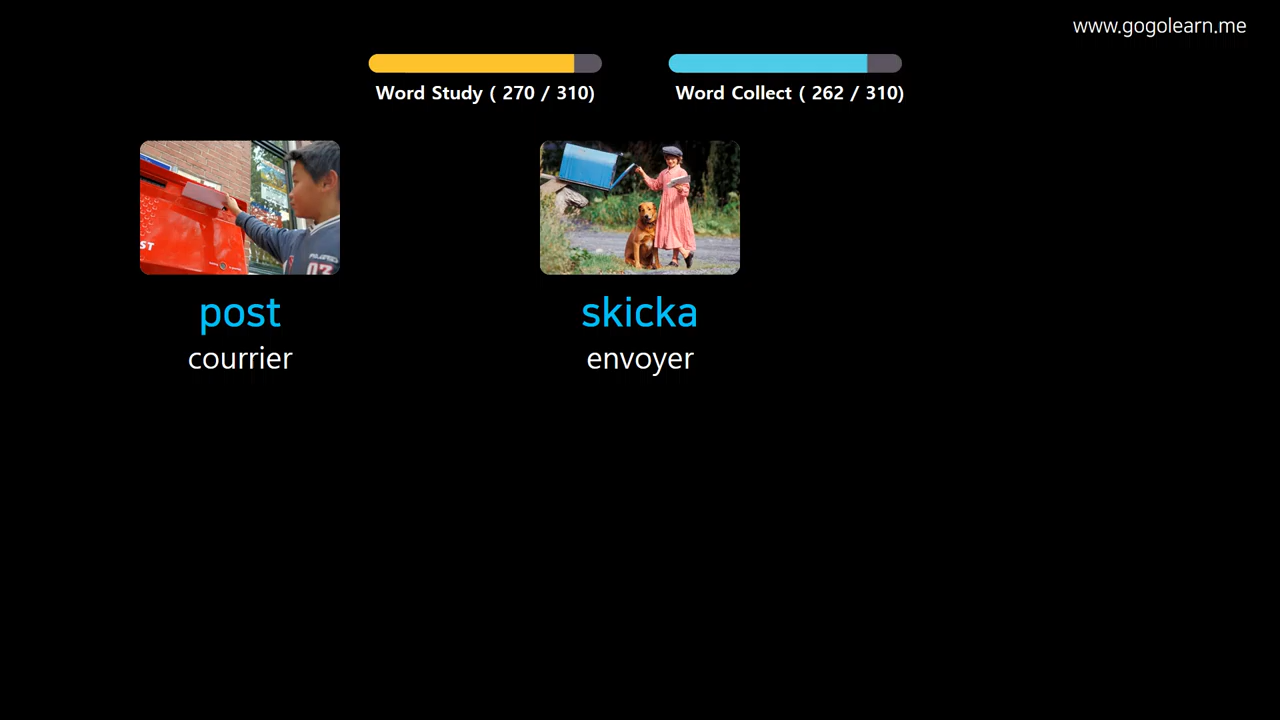 www.gogolearn.me
Word Study ( 270 / 310)
Word Collect ( 262 / 310)
post
courrier
skicka
envoyer